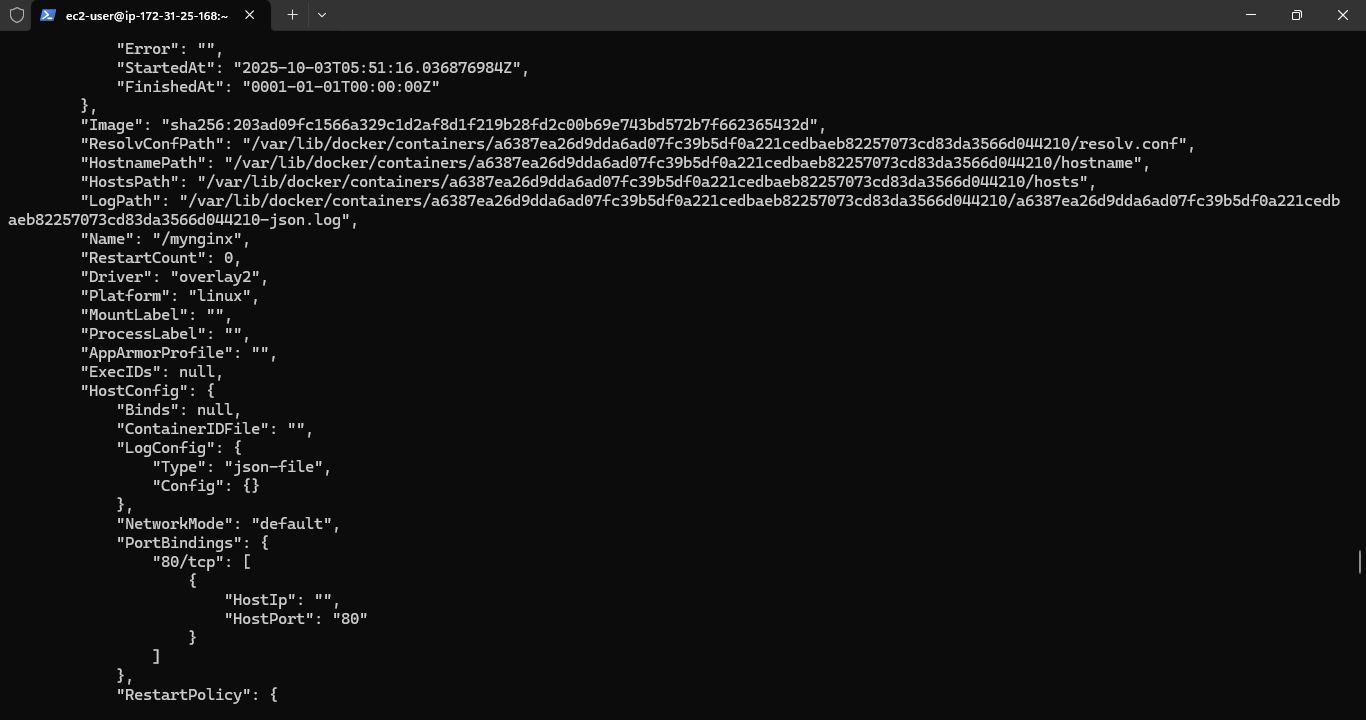 ec2-user@ip-172-31-25-168:~
"Error": "",
"StartedAt": "2025-10-03T05:51:16.036876984Z",
"FinishedAt": "0001-01-01T00:00:00Z"
},
"Image": "sha256:203ad09fc1566a329c1d2af8d1f219b28fd2c00b69e743bd572b7f662365432d",
"ResolvConfPath": "/var/lib/docker/containers/a6387ea26d9dda6ad07fc39b5df0a221cedbaeb82257073cd83da3566d044210/resolv.conf",
"HostnamePath": "/var/lib/docker/containers/a6387ea26d9dda6ad07fc39b5df0a221cedbaeb82257073cd83da3566d044210/hostname",
"HostsPath": "/var/lib/docker/containers/a6387ea26d9dda6ad07fc39b5df0a221cedbaeb82257073cd83da3566d044210/hosts",
"LogPath": "/var/lib/docker/containers/a6387ea26d9dda6ad07fc39b5df0a221cedbaeb82257073cd83da3566d044210/a6387ea26d9dda6ad07fc39b5df0a221cedb
aeb82257073cd83da3566d044210-json.log",
"Name": "/mynginx",
"RestartCount": 0,
"Driver": "overlay2",
"Platform": "linux",
"MountLabel": "",
"ProcessLabel": "",
"AppArmorProfile": "",
"ExecIDs": null,
"HostConfig": {
"Binds": null,
"ContainerIDFile": "",
"LogConfig": {
"Type": "json-file",
"Config": {}
},
"NetworkMode": "default",
"PortBindings": {
"80/tcp": [
{
"HostIp": "",
"HostPort": "80"
}
]
},
"RestartPolicy": {